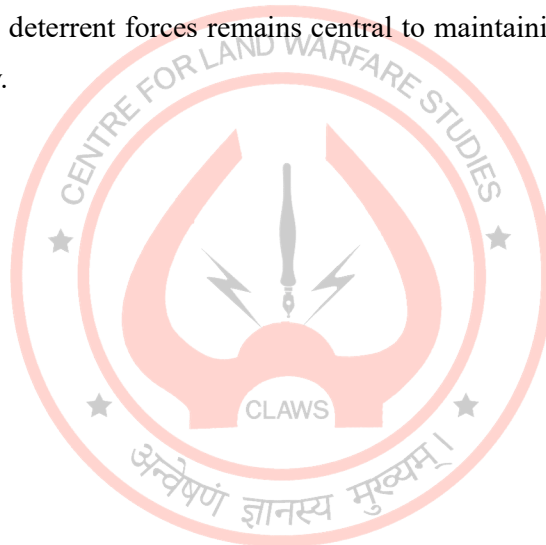 deterrent forces remains central to maintaini
CENTRE FOR LAND WARFARE STUDIES
CLAWS
अन्वेषणं ज्ञानस्य मुख्यम्।